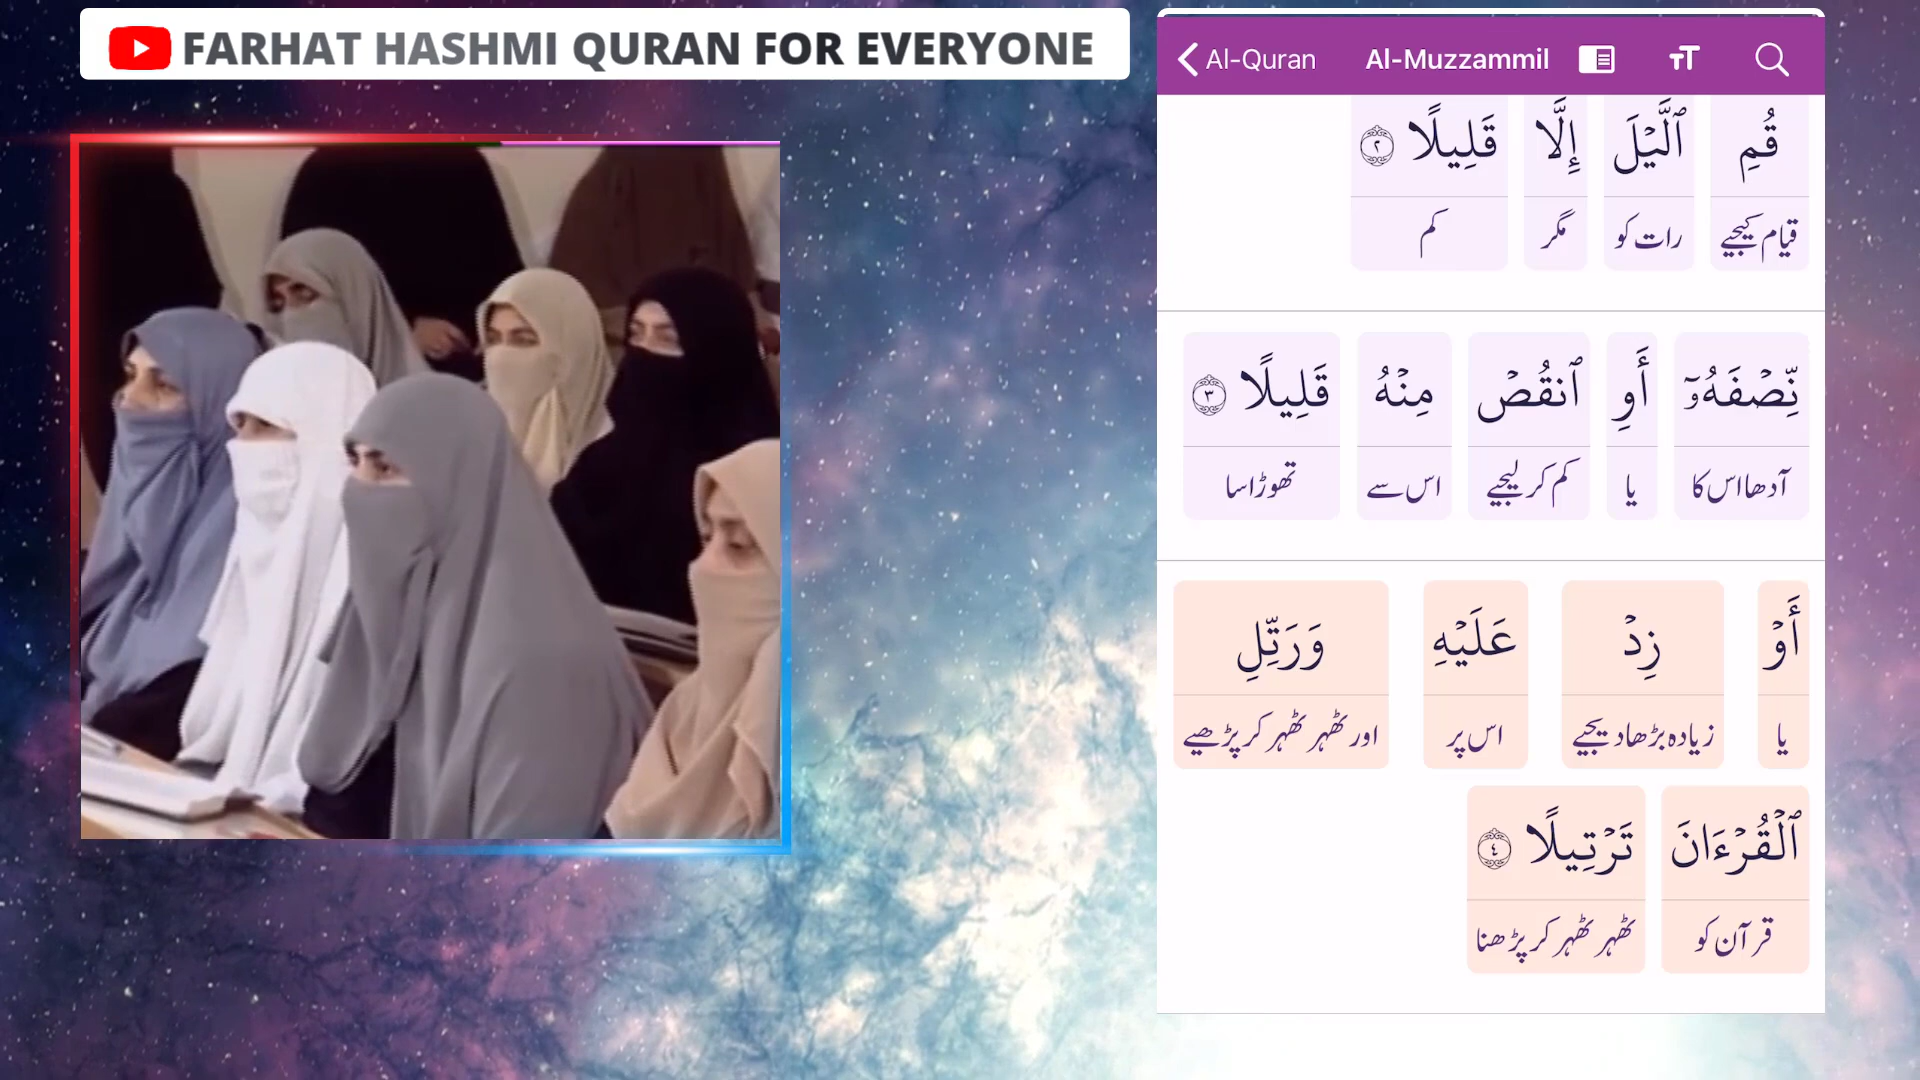 FARHAT HASHMI QURAN FOR EVERYONE
Al-Quran Al-Muzzammil
قُمِ ٱلَّيْلَ إِلَّا قَلِيلًا ٢
قیام کیجیے رات کو مگر کم
نِّصْفَهُۥٓ أَوِ ٱنقُصْ مِنْهُ قَلِيلًا ٣
آدھا اس کا یا کم کر لیجیے اس سے تھوڑا سا
أَوْ زِدْ عَلَيْهِ وَرَتِّلِ
یا زیادہ بڑھا دیجیے اس پر اور ٹھہر ٹھہر کر پڑھیے
ٱلْقُرْءَانَ تَرْتِيلًا ٤
قرآن کو ٹھہر ٹھہر کر پڑھنا